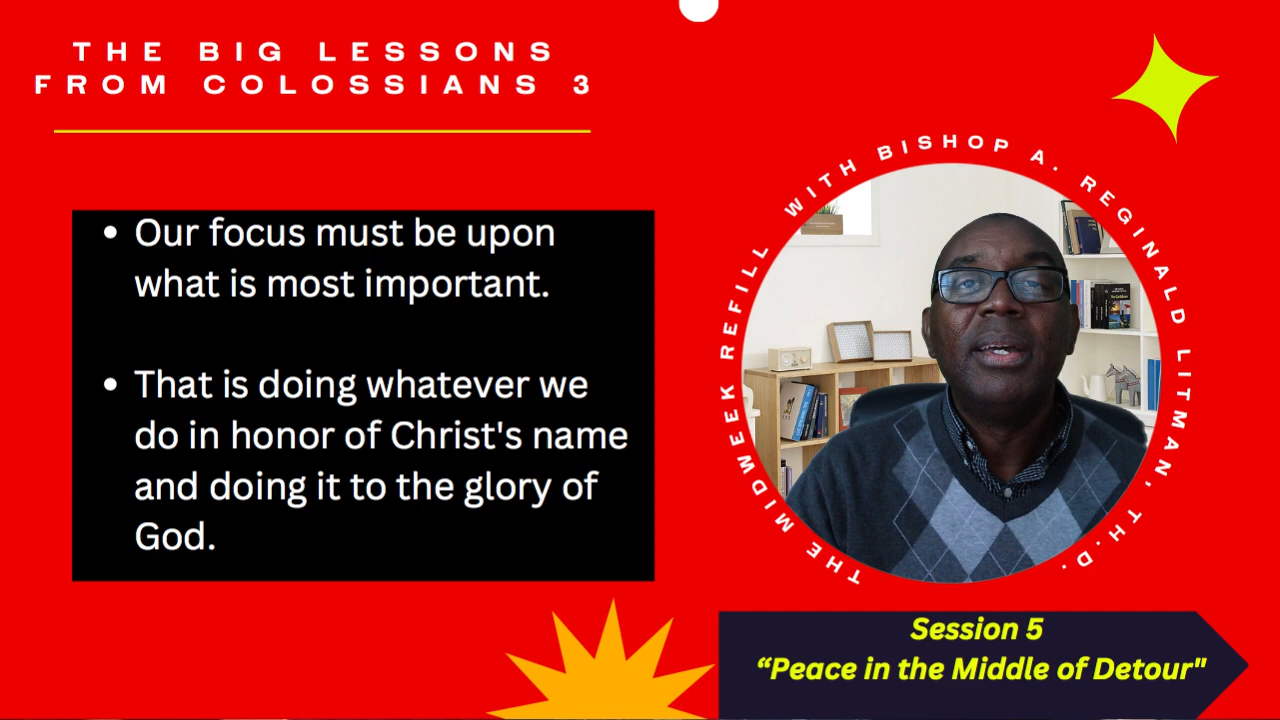 THE BIG LESSONS
FROM COLOSSIANS 3
• Our focus must be upon
what is most important.
• That is doing whatever we
do in honor of Christ's name
and doing it to the glory of
God.
THE MIDWEEK REFILL WITH BISHOP A. REGINALD LITMAN, TH.D.
Session 5
“Peace in the Middle of Detour"